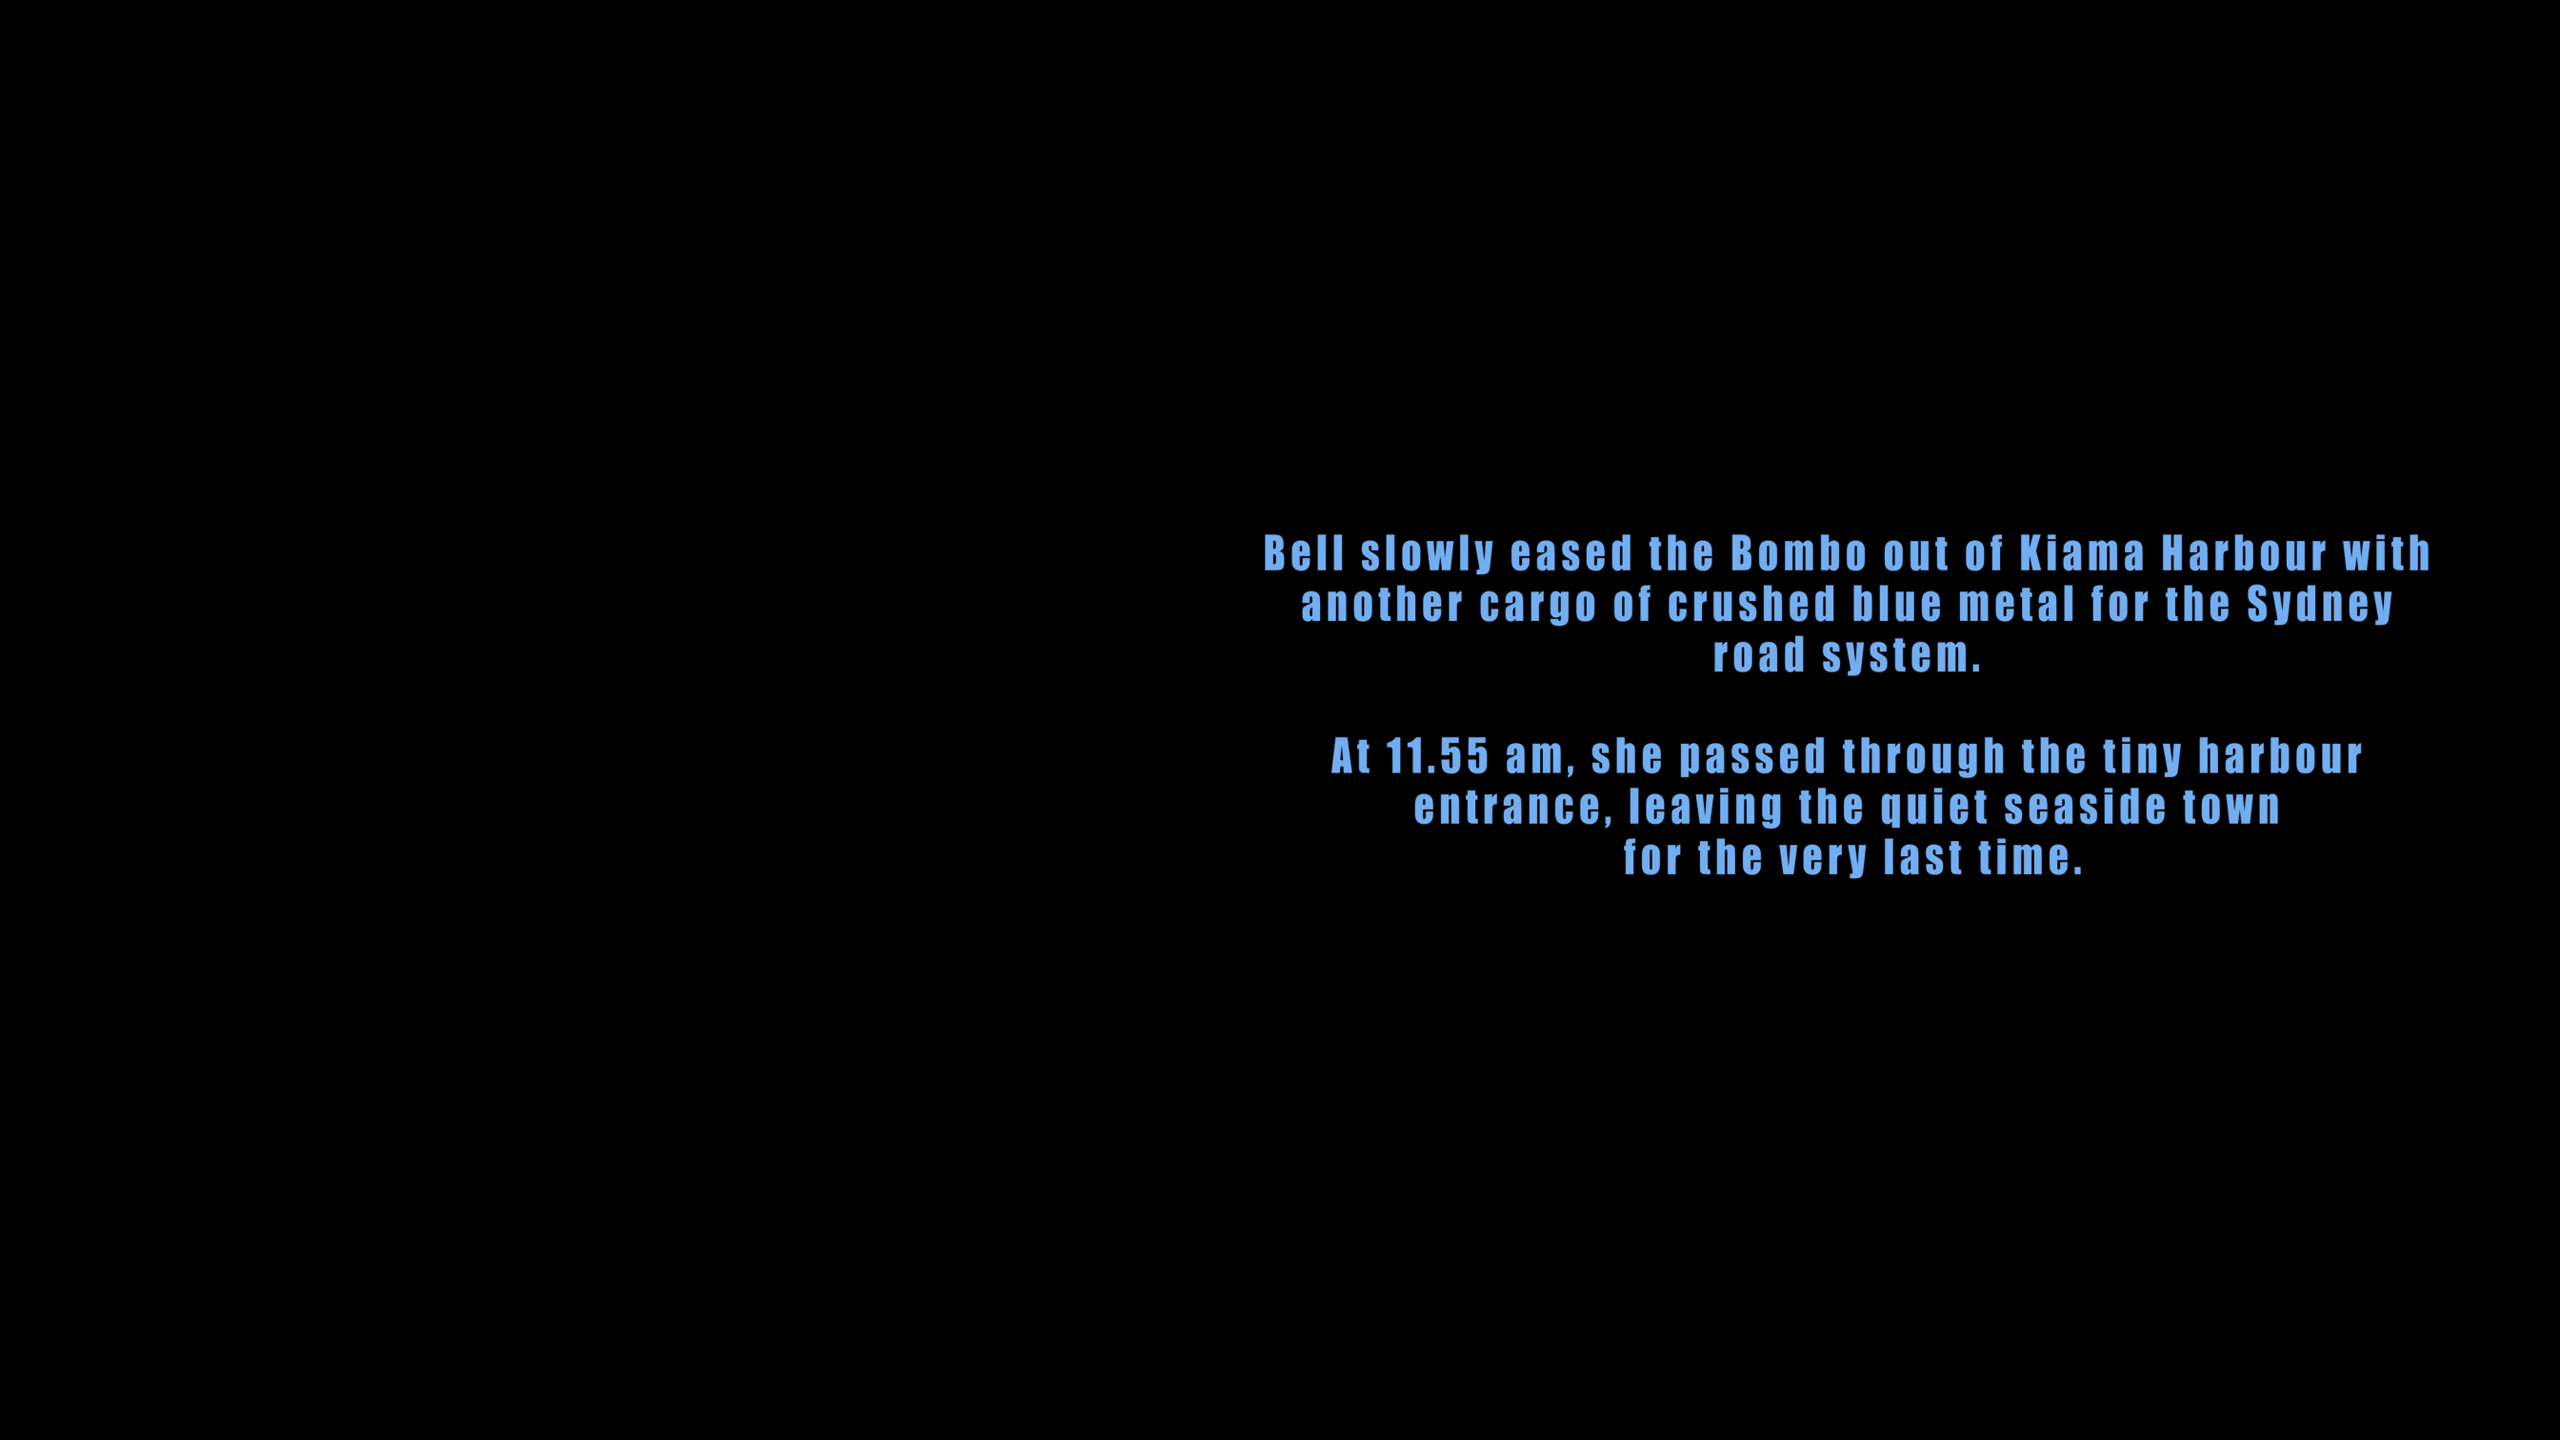 Bell slowly eased the Bombo out of Kiama Harbour with
another cargo of crushed blue metal for the Sydney
road system.
At 11.55 am, she passed through the tiny harbour
entrance, leaving the quiet seaside town
for the very last time.